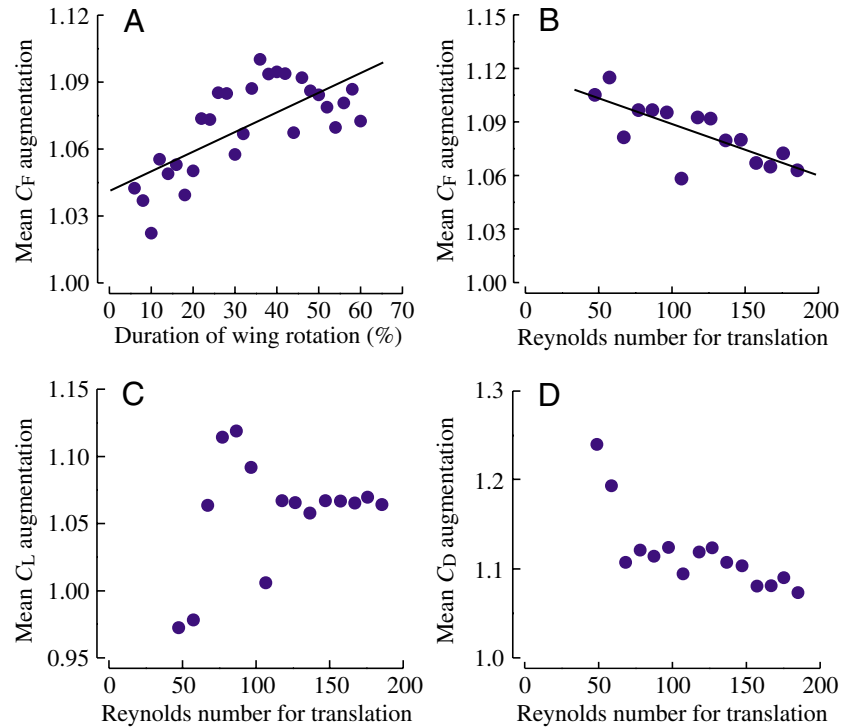 A
1.12
1.09
1.06
1.03
1.00
Mean CF augmentation
0 10 20 30 40 50 60 70
Duration of wing rotation (%)
B
1.15
1.12
1.09
1.06
1.03
1.00
Mean CF augmentation
0 50 100 150 200
Reynolds number for translation
C
1.15
1.10
1.05
1.00
0.95
Mean CL augmentation
0 50 100 150 200
Reynolds number for translation
D
1.3
1.2
1.1
1.0
Mean CD augmentation
0 50 100 150 200
Reynolds number for translation